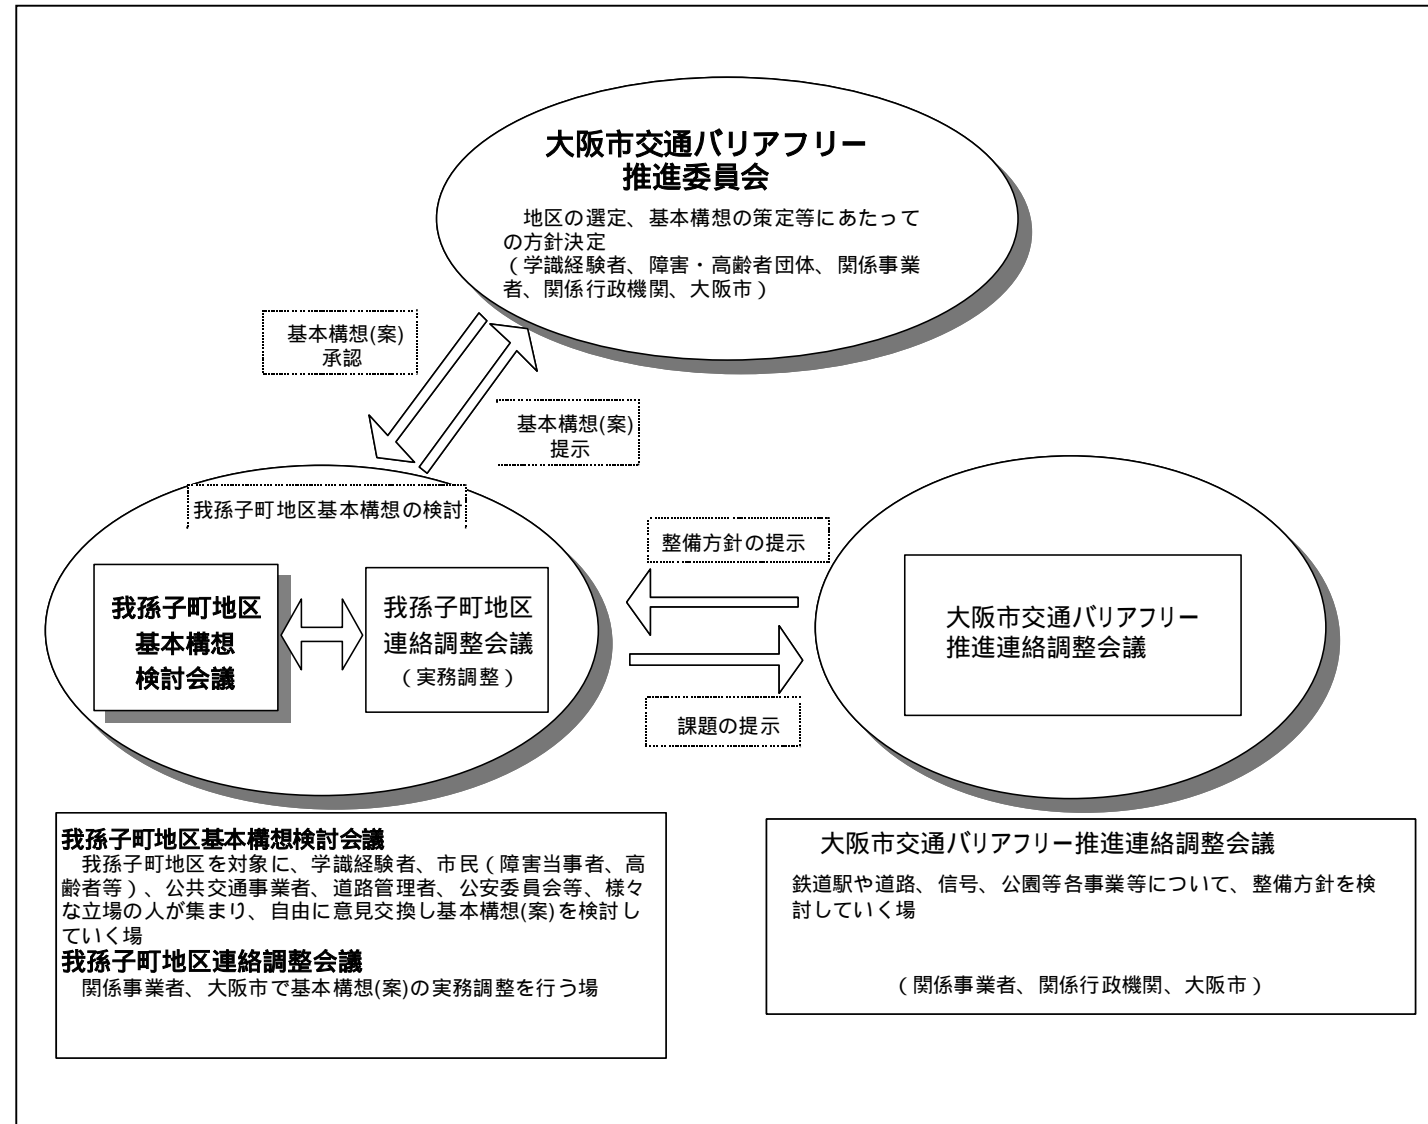 大阪市交通バリアフリー
推進委員会
地区の選定、基本構想の策定等にあたって
の方針決定
（学識経験者、障害・高齢者団体、関係事業
者、関係行政機関、大阪市）
基本構想(案)
承認
基本構想(案)
提示
我孫子町地区基本構想の検討
我孫子町地区
基本構想
検討会議
我孫子町地区
連絡調整会議
（実務調整）
整備方針の提示
課題の提示
大阪市交通バリアフリー
推進連絡調整会議
我孫子町地区基本構想検討会議
我孫子町地区を対象に、学識経験者、市民（障害当事者、高
齢者等）、公共交通事業者、道路管理者、公安委員会等、様々
な立場の人が集まり、自由に意見交換し基本構想(案)を検討し
ていく場
我孫子町地区連絡調整会議
関係事業者、大阪市で基本構想(案)の実務調整を行う場
大阪市交通バリアフリー推進連絡調整会議
鉄道駅や道路、信号、公園等各事業等について、整備方針を検
討していく場
（関係事業者、関係行政機関、大阪市）